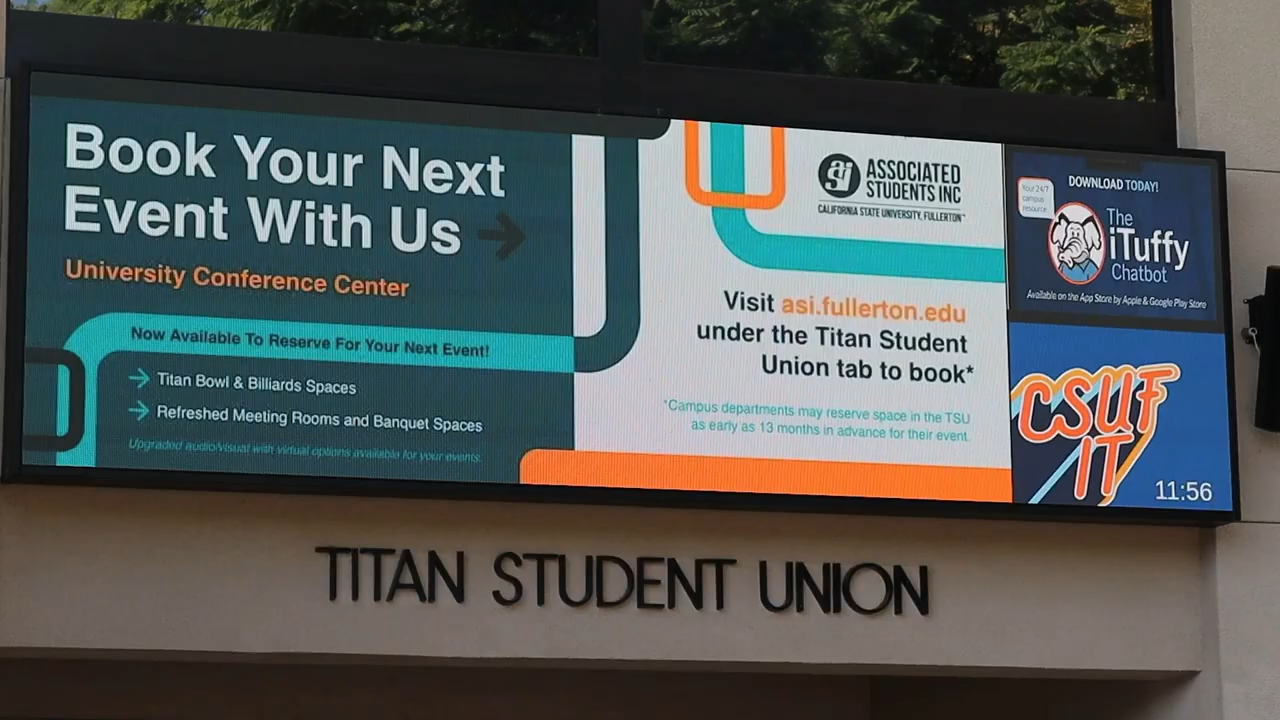 Book Your Next
Event With Us
University Conference Center
Now Available To Reserve For Your Next Event!
Titan Bowl & Billiards Spaces
Refreshed Meeting Rooms and Banquet Spaces
Upgraded audio/visual with virtual options available for your events.
asi
ASSOCIATED
STUDENTS INC
CALIFORNIA STATE UNIVERSITY, FULLERTON™
Visit asi.fullerton.edu
under the Titan Student
Union tab to book*
*Campus departments may reserve space in the TSU
as early as 13 months in advance for their event.
DOWNLOAD TODAY!
Your 24/7
campus
resource
The
iTuffy
Chatbot
Available on the App Store by Apple & Google Play Store
CSUF
IT
11:56
TITAN STUDENT UNION